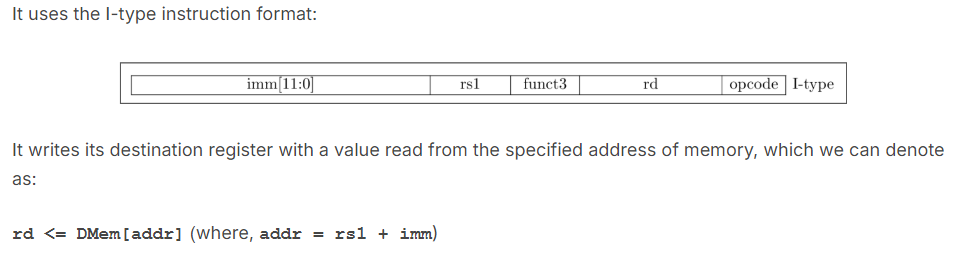 It uses the I-type instruction format:
imm[11:0] rs1 funct3 rd opcode I-type
It writes its destination register with a value read from the specified address of memory, which we can denote
as:
rd <= DMem[addr] (where, addr = rs1 + imm)